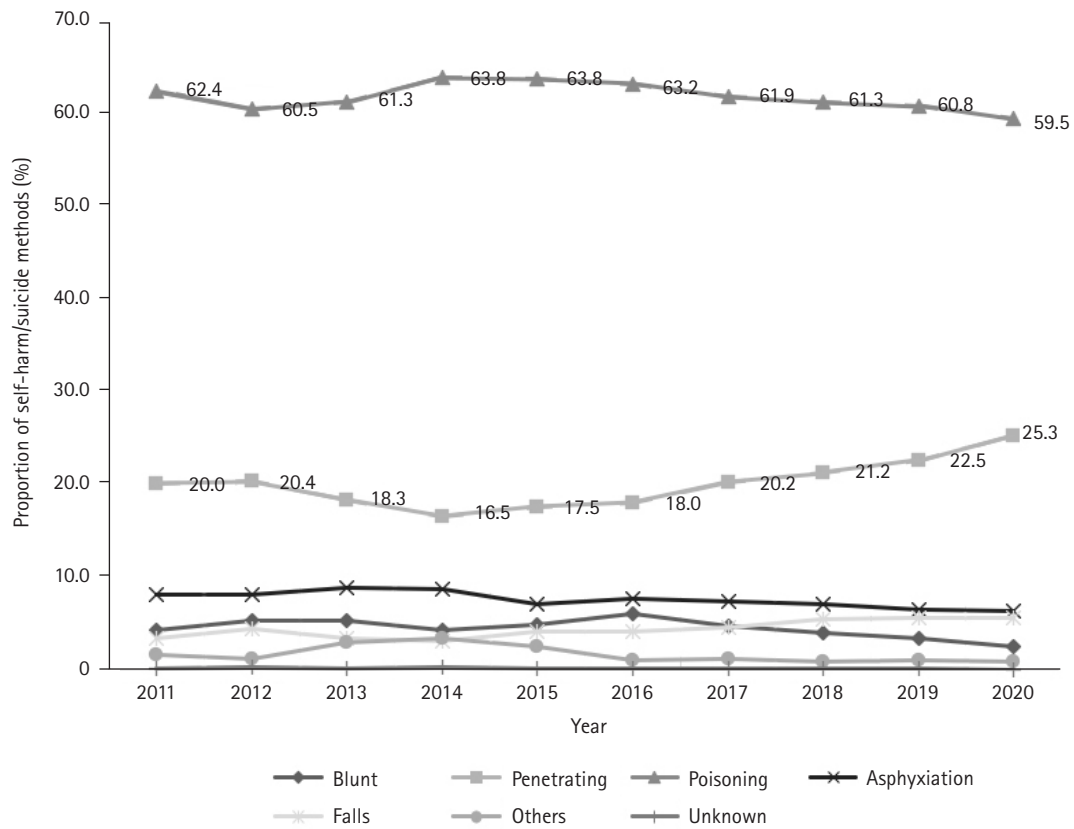 70.0
60.0
50.0
40.0
30.0
20.0
10.0
0
Proportion of self-harm/suicide methods (%)
62.4 60.5 61.3 63.8 63.8 63.2 61.9 61.3 60.8 59.5
20.0 20.4 18.3 16.5 17.5 18.0 20.2 21.2 22.5 25.3
2011 2012 2013 2014 2015 2016 2017 2018 2019 2020
Year
Blunt Penetrating Poisoning Asphyxiation
Falls Others Unknown